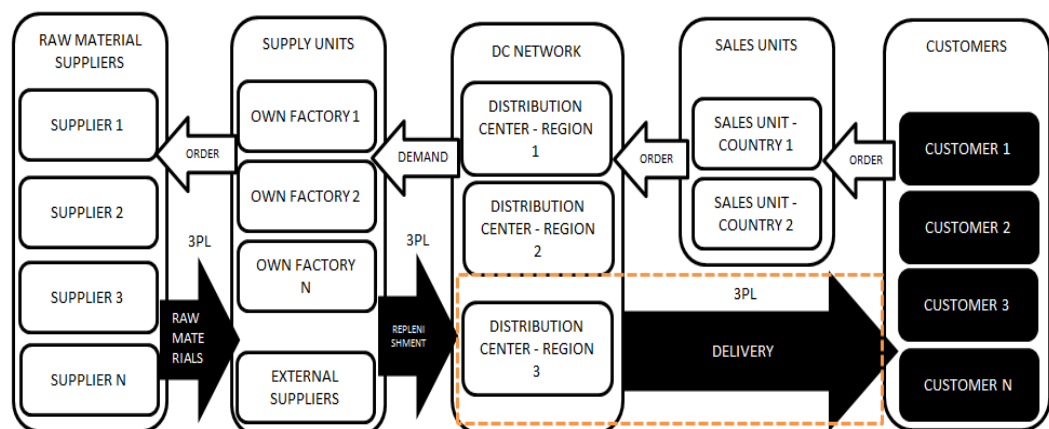 RAW MATERIAL
SUPPLIERS
SUPPLIER 1
SUPPLIER 2
SUPPLIER 3
SUPPLIER N
ORDER
3PL
RAW
MATE
RIALS
SUPPLY UNITS
OWN FACTORY 1
OWN FACTORY 2
OWN FACTORY
N
EXTERNAL
SUPPLIERS
DEMAND
3PL
REPLENI
SHMENT
DC NETWORK
DISTRIBUTION
CENTER - REGION
1
DISTRIBUTION
CENTER - REGION
2
DISTRIBUTION
CENTER - REGION
3
ORDER
SALES UNITS
SALES UNIT -
COUNTRY 1
SALES UNIT -
COUNTRY 2
ORDER
3PL
DELIVERY
CUSTOMERS
CUSTOMER 1
CUSTOMER 2
CUSTOMER 3
CUSTOMER N